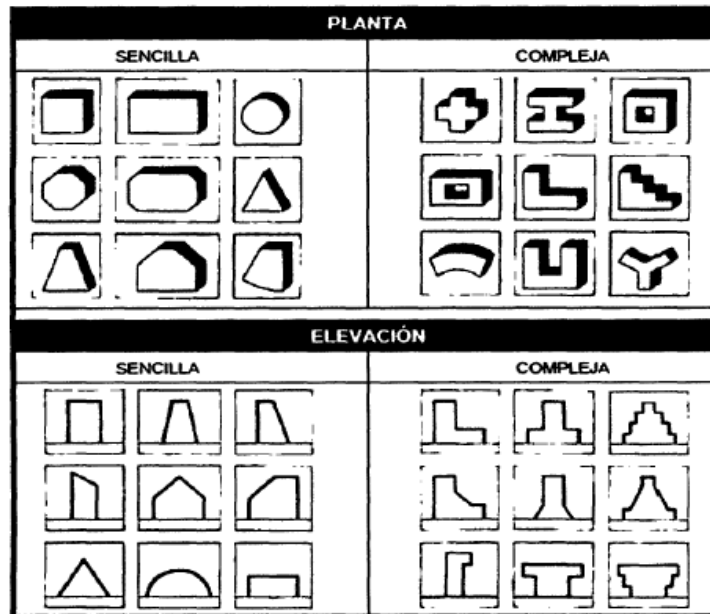 PLANTA
SENCILLA
COMPLEJA
ELEVACIÓN
SENCILLA
COMPLEJA